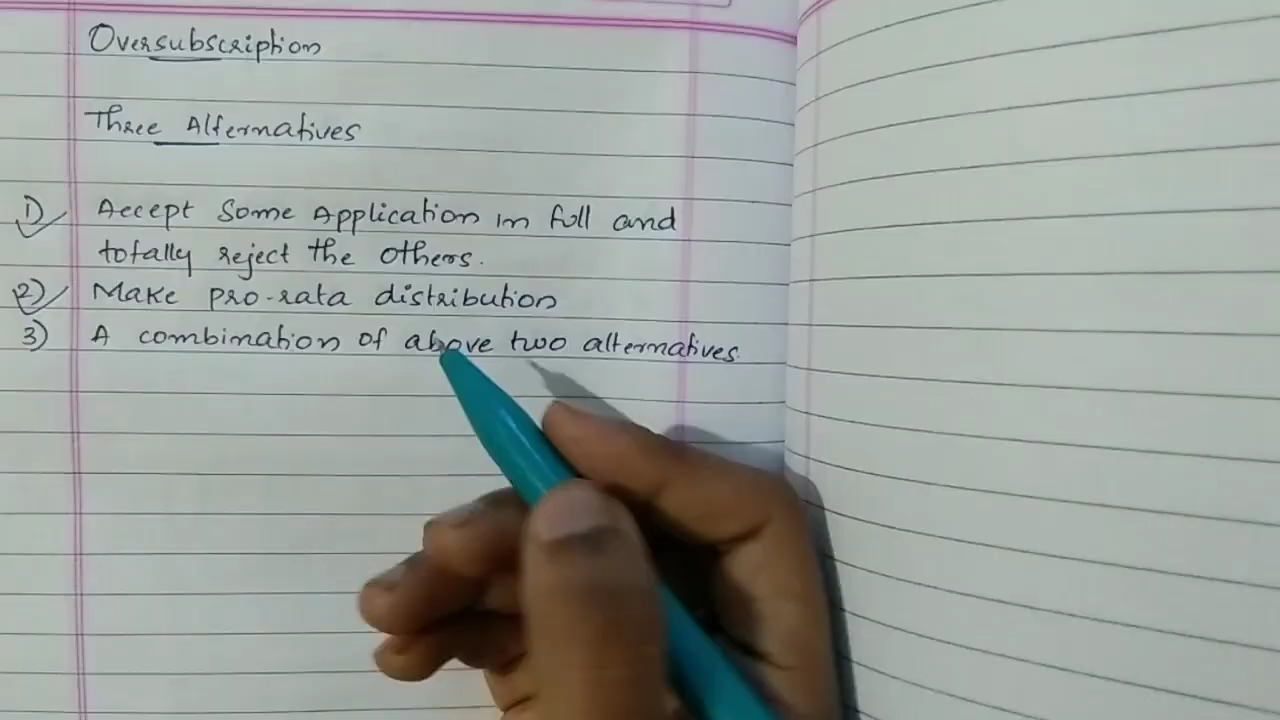 Oversubscription
Three Alternatives
1) Accept Some Application in full and
totally reject the others.
2) Make pro-rata distribution
3) A combination of above two alternatives